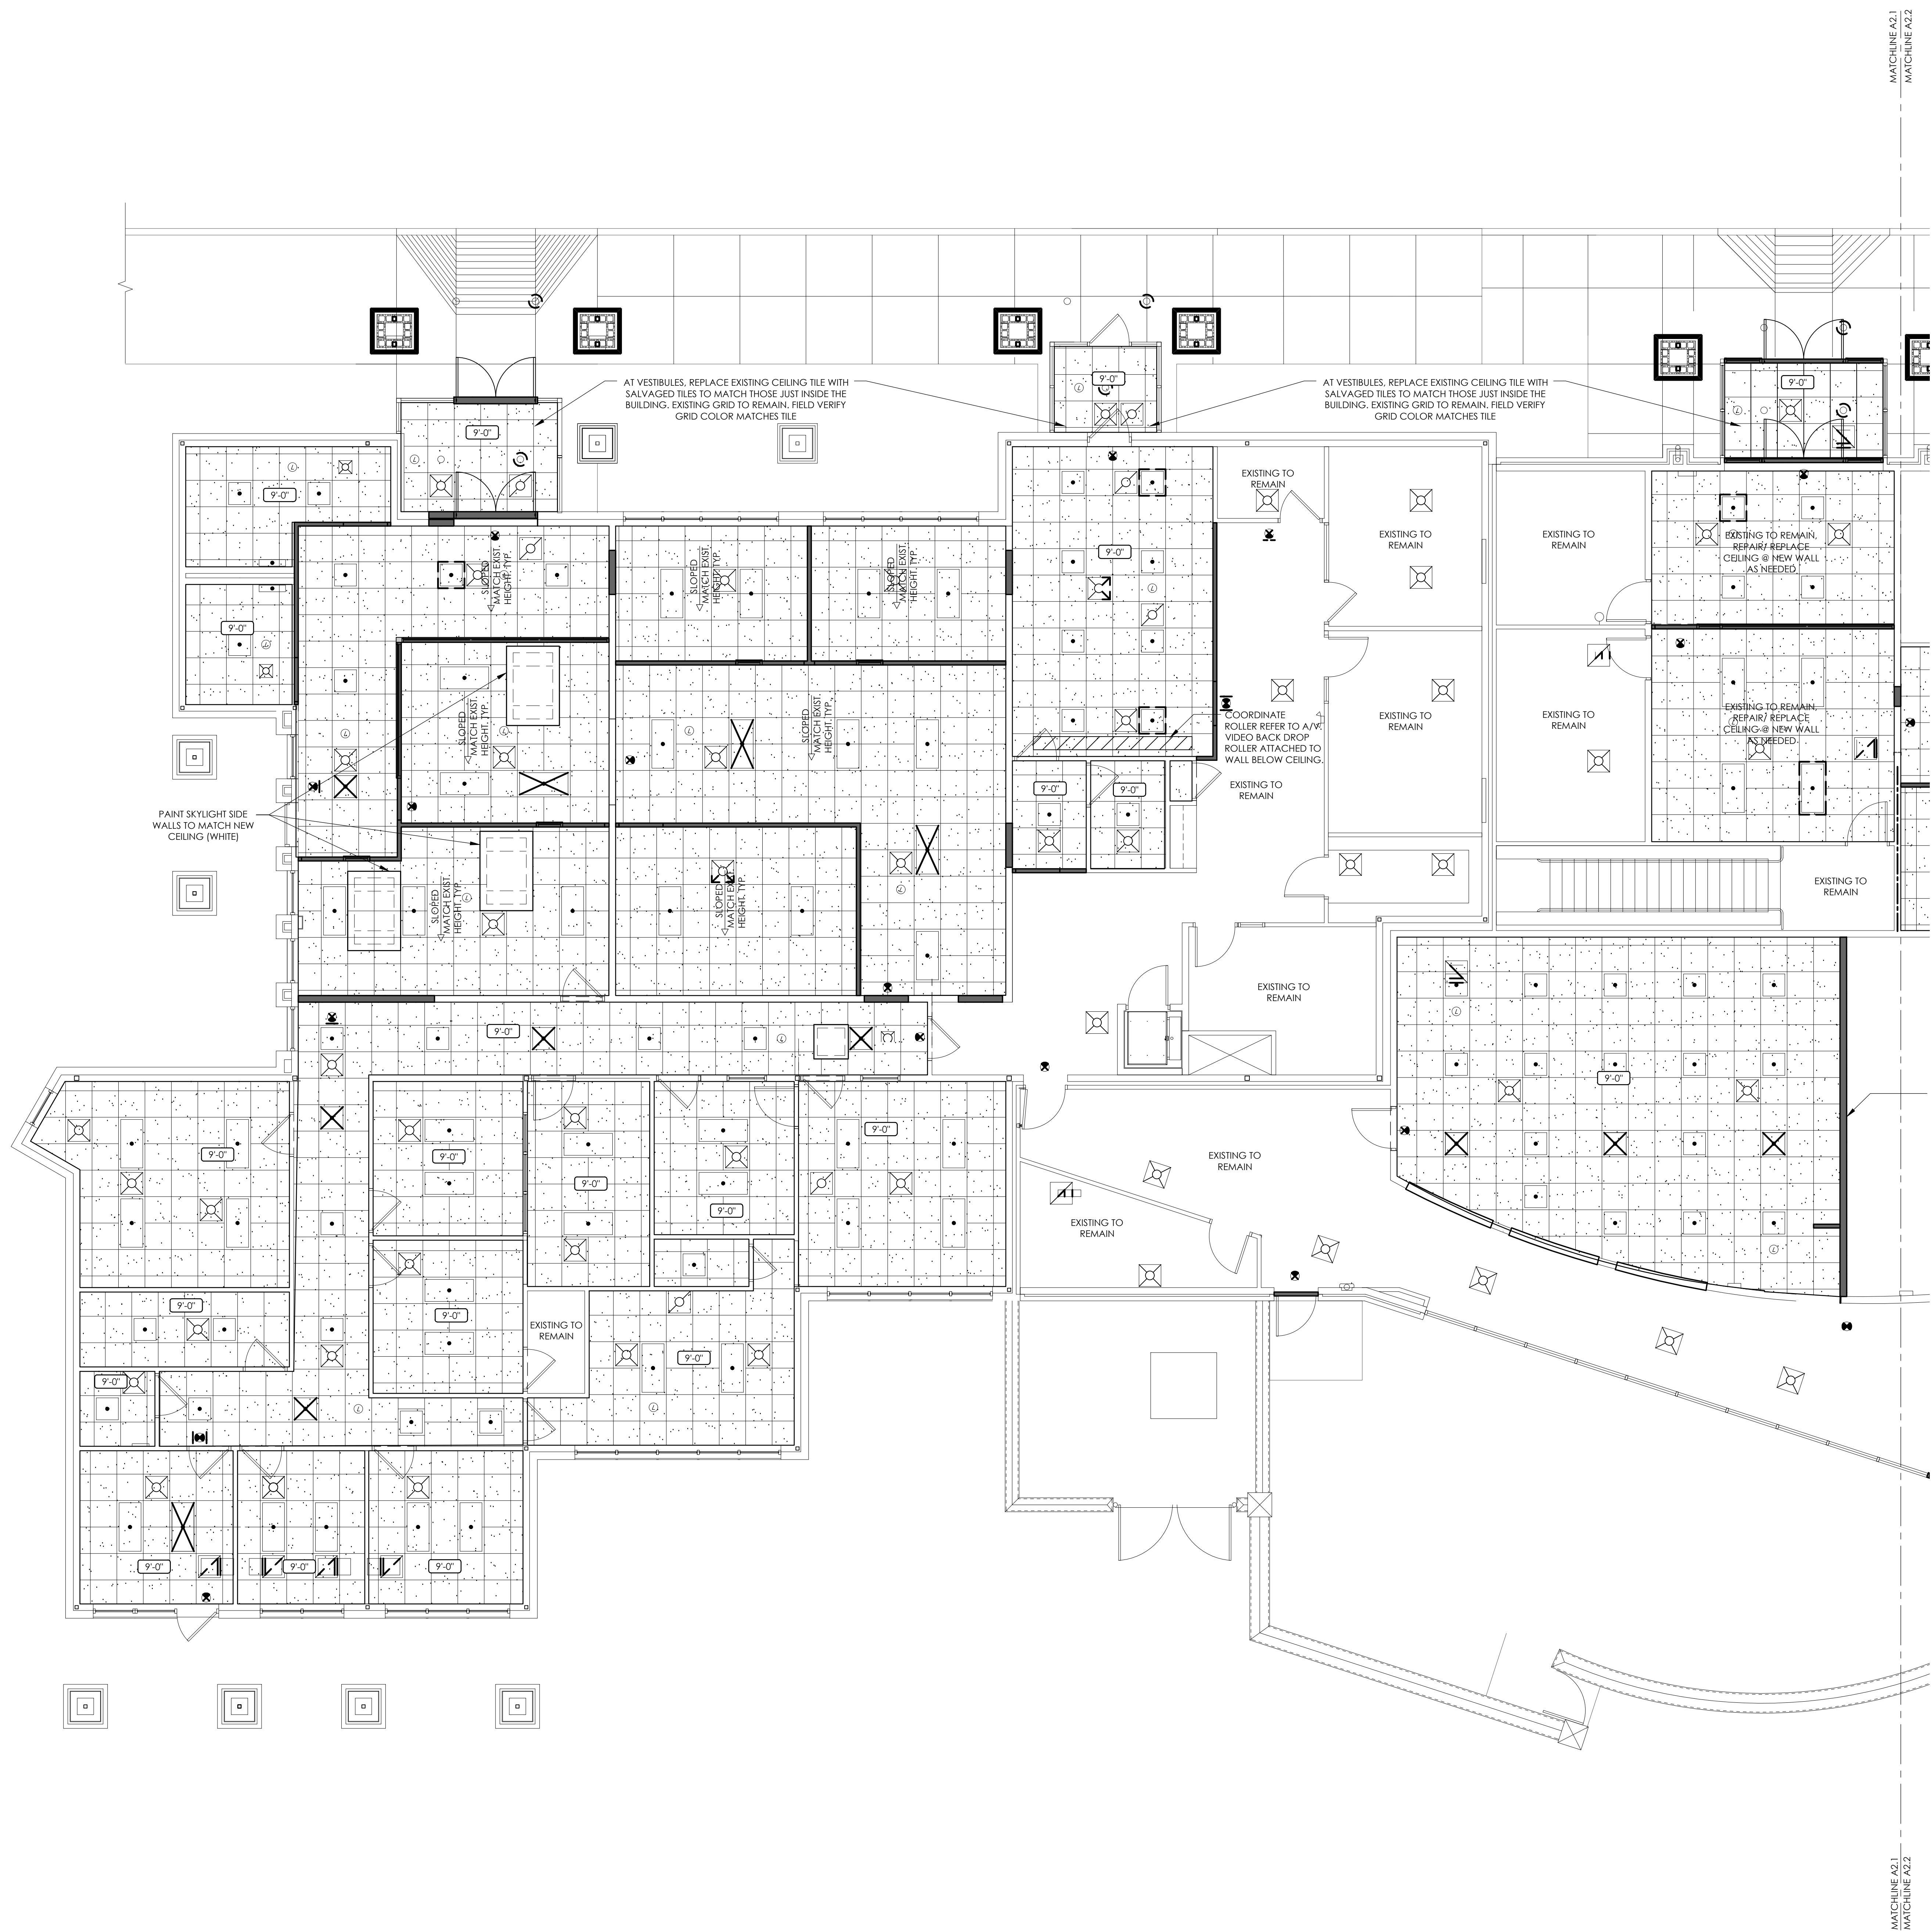 MATCHLINE A2.1
MATCHLINE A2.2
AT VESTIBULES, REPLACE EXISTING CEILING TILE WITH
SALVAGED TILES TO MATCH THOSE JUST INSIDE THE
BUILDING. EXISTING GRID TO REMAIN. FIELD VERIFY
GRID COLOR MATCHES TILE
9'-0"
AT VESTIBULES, REPLACE EXISTING CEILING TILE WITH
SALVAGED TILES TO MATCH THOSE JUST INSIDE THE
BUILDING. EXISTING GRID TO REMAIN. FIELD VERIFY
GRID COLOR MATCHES TILE
9'-0"
9'-0"
9'-0"
EXISTING TO
REMAIN
EXISTING TO
REMAIN
EXISTING TO
REMAIN
EXISTING TO REMAIN,
REPAIR/ REPLACE
CEILING @ NEW WALL
AS NEEDED
9'-0"
SLOPED
MATCH EXIST.
HEIGHT. TYP.
SLOPED
MATCH EXIST.
HEIGHT. TYP.
SLOPED
MATCH EXIST.
HEIGHT. TYP.
9'-0"
SLOPED
MATCH EXIST.
HEIGHT. TYP.
SLOPED
MATCH EXIST.
HEIGHT. TYP.
COORDINATE
ROLLER REFER TO A/V.
VIDEO BACK DROP
ROLLER ATTACHED TO
WALL BELOW CEILING.
EXISTING TO
REMAIN
EXISTING TO
REMAIN
EXISTING TO REMAIN,
REPAIR/ REPLACE
CEILING @ NEW WALL
AS NEEDED
9'-0"
9'-0"
EXISTING TO
REMAIN
PAINT SKYLIGHT SIDE
WALLS TO MATCH NEW
CEILING (WHITE)
SLOPED
MATCH EXIST.
HEIGHT. TYP.
SLOPED
MATCH EXIST.
HEIGHT. TYP.
EXISTING TO
REMAIN
EXISTING TO
REMAIN
9'-0"
9'-0"
9'-0"
9'-0"
9'-0"
9'-0"
9'-0"
EXISTING TO
REMAIN
EXISTING TO
REMAIN
9'-0"
9'-0"
EXISTING TO
REMAIN
9'-0"
9'-0"
9'-0"
9'-0"
9'-0"
MATCHLINE A2.1
MATCHLINE A2.2